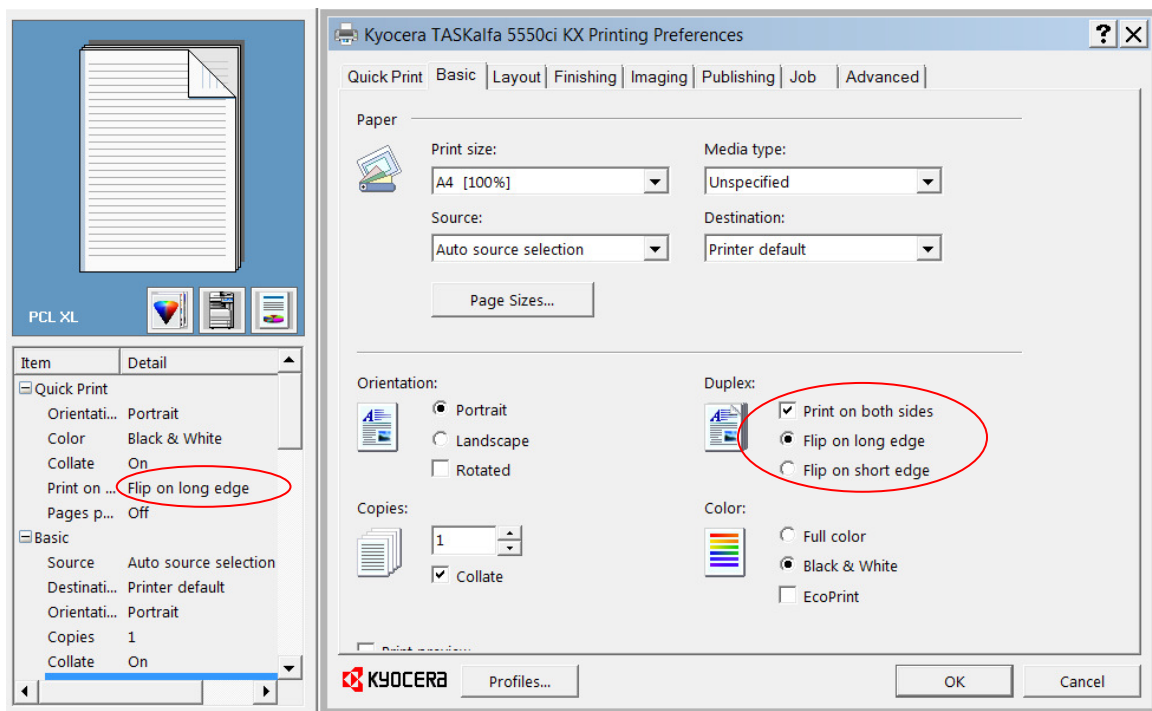 PCL XL
Item Detail
Quick Print
Orientati... Portrait
Color Black & White
Collate On
Print on ... Flip on long edge
Pages p... Off
Basic
Source Auto source selection
Destinati... Printer default
Orientati... Portrait
Copies 1
Collate On
Kyocera TASKalfa 5550ci KX Printing Preferences
Quick Print Basic Layout Finishing Imaging Publishing Job Advanced
Paper
Print size: Media type:
A4 [100%] Unspecified
Source: Destination:
Auto source selection Printer default
Page Sizes...
Orientation: Duplex:
Portrait Print on both sides
Landscape Flip on long edge
Rotated Flip on short edge
Copies: Color:
1 Full color
Collate Black & White
EcoPrint
Print preview
KYOCERA Profiles... OK Cancel